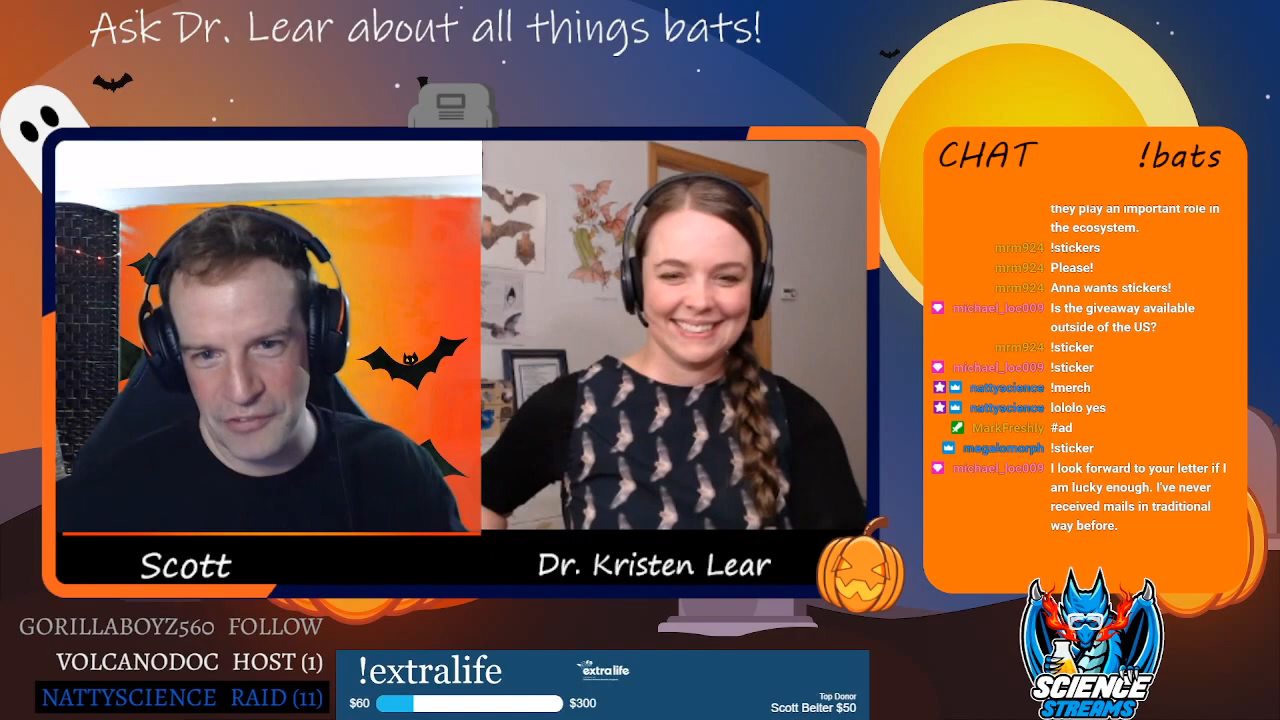 Ask Dr. Lear about all things bats!
CHAT !bats
they play an important role in
the ecosystem.
mrm924 !stickers
mrm924 Please!
mrm924 Anna wants stickers!
michael_loc009 Is the giveaway available
outside of the US?
mrm924 !sticker
michael_loc009 !sticker
nattyscience !merch
nattyscience lololo yes
MarkFreshly #ad
megalomorph !sticker
michael_loc009 I look forward to your letter if I
am lucky enough. I've never
received mails in traditional
way before.
Scott
Dr. Kristen Lear
GORILLABOYZ560 FOLLOW
VOLCANODOC HOST (1)
NATTYSCIENCE RAID (11)
!extralife
extralife
$60 $300
Top Donor
Scott Belter $50
SCIENCE
STREAMS